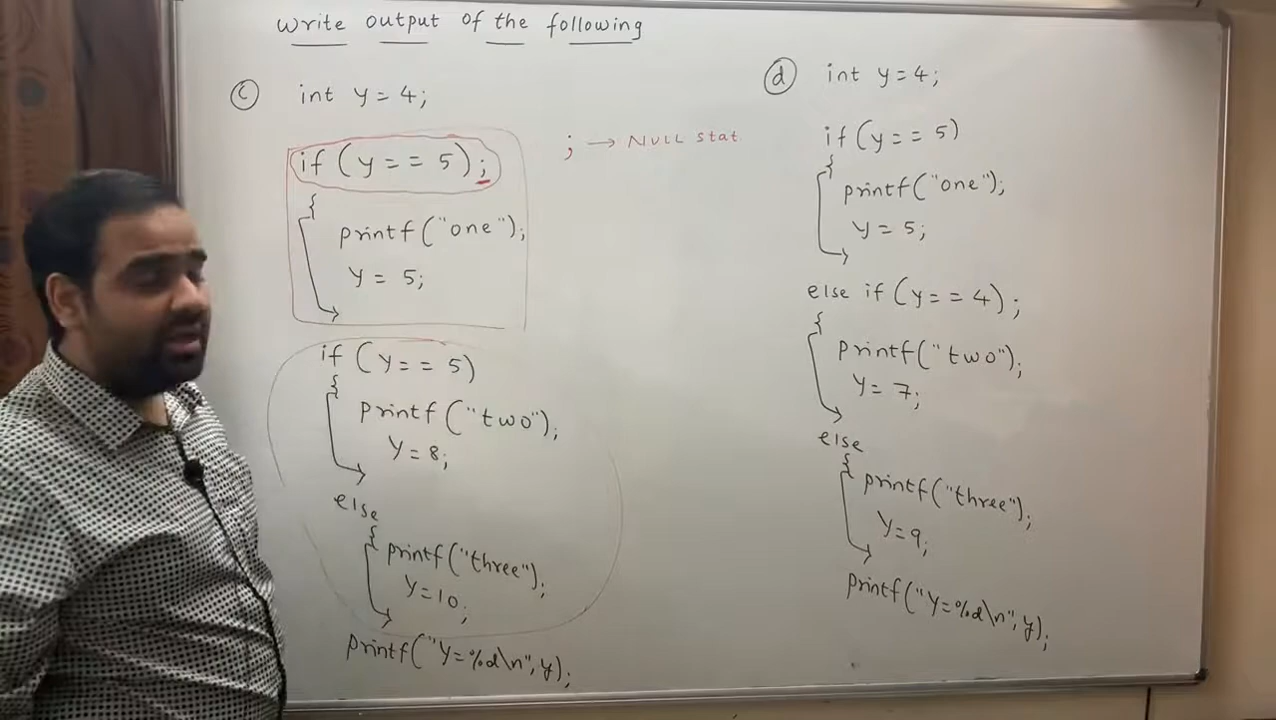 Write output of the following
c int y = 4;
if (y = = 5);
; → NULL stat
{
printf("one");
y = 5;
}
if (y = = 5)
{
printf("two");
y = 8;
}
else
{ printf("three");
y=10;
}
printf("y=%d\n", y);
d int y = 4;
if (y = = 5)
{
printf("one");
y = 5;
}
else if (y = = 4);
{
printf("two");
y = 7;
}
else
{ printf("three");
y=9;
}
printf("y=%d\n", y);